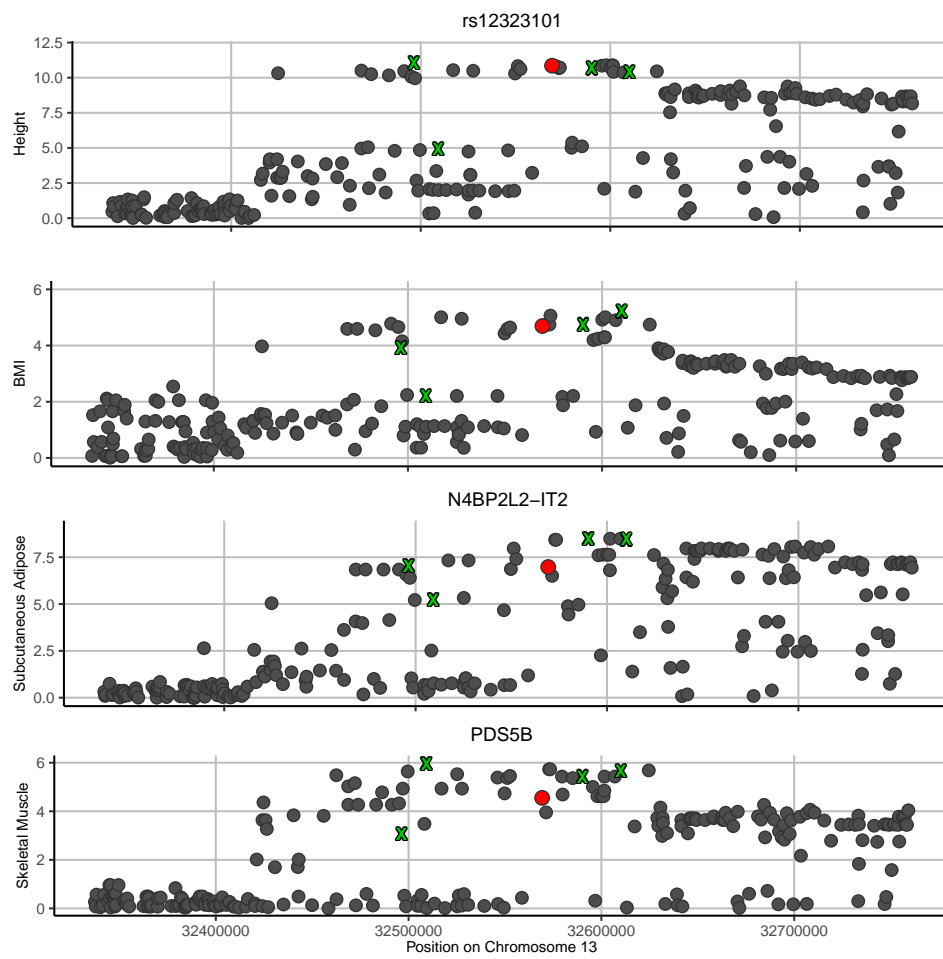 rs12323101
12.5
10.0
7.5
5.0
2.5
0.0
Height
6
4
2
0
BMI
N4BP2L2−IT2
7.5
5.0
2.5
0.0
Subcutaneous Adipose
PDS5B
6
4
2
0
Skeletal Muscle
32400000 32500000 32600000 32700000
Position on Chromosome 13